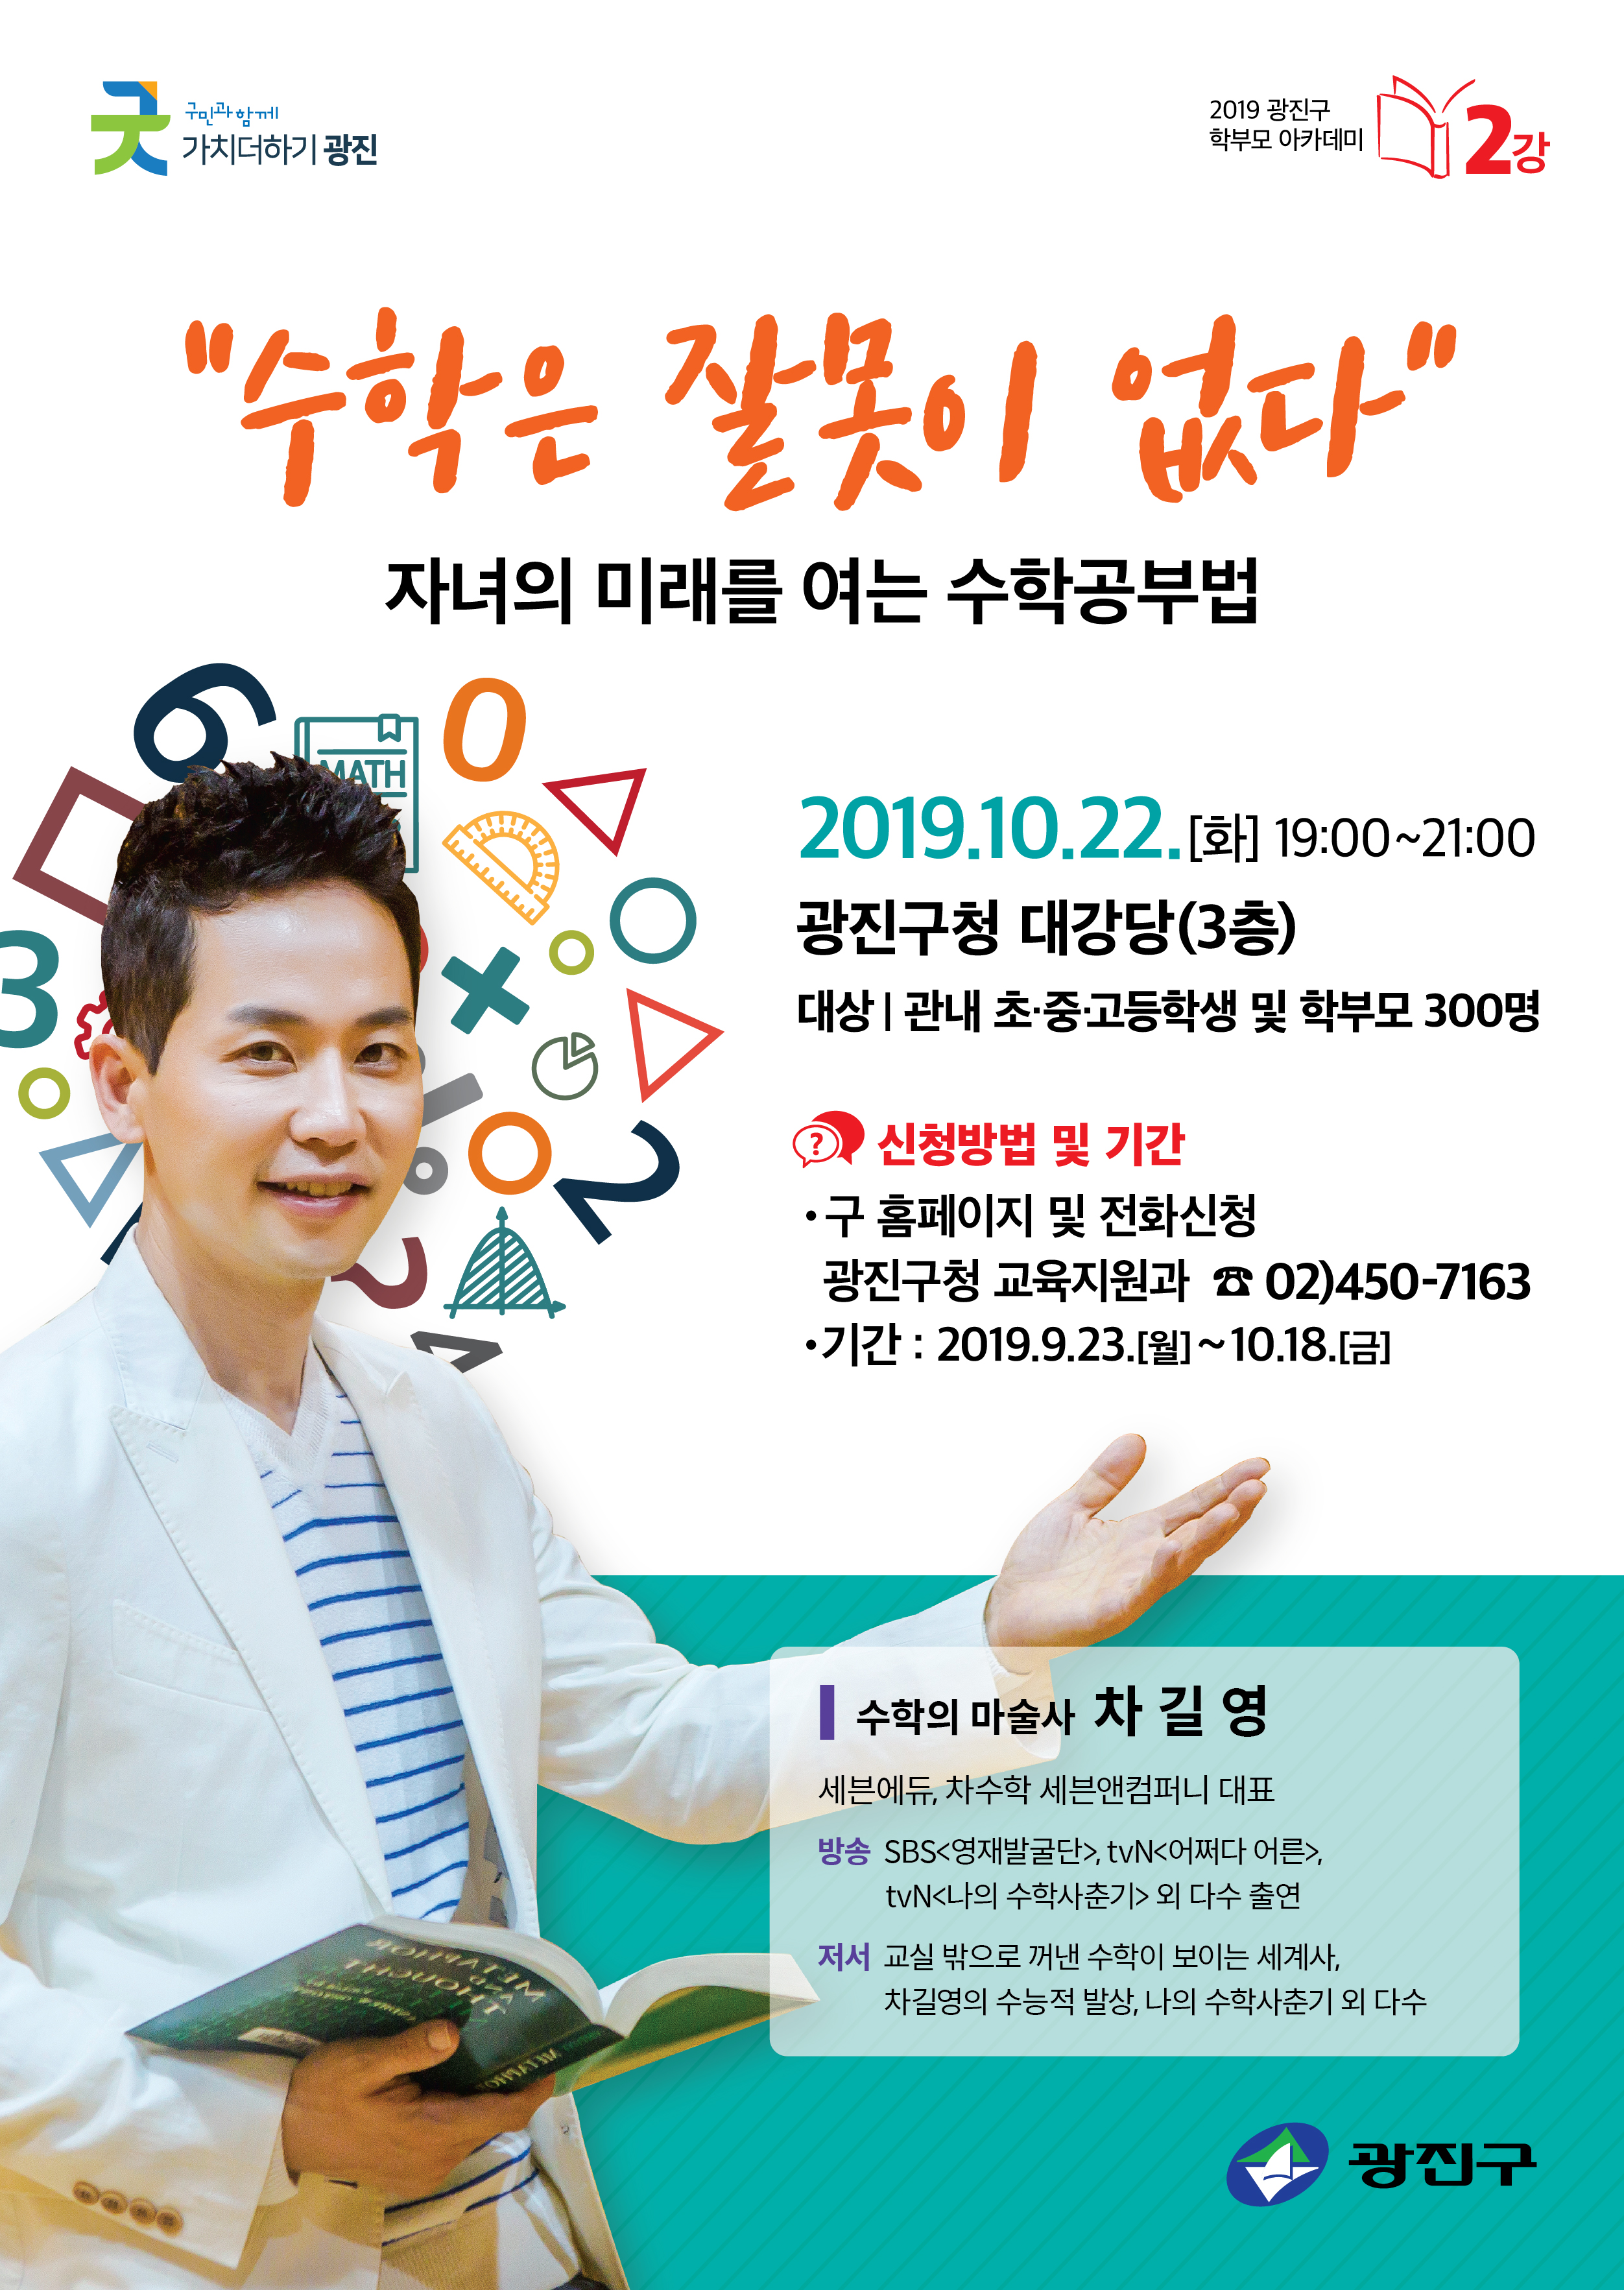 구민과 함께
가치더하기 광진
2019 광진구
학부모 아카데미
2강
"수학은 잘못이 없다"
자녀의 미래를 여는 수학공부법
6
0
MATH
3
2
2019.10.22.[화] 19:00~21:00
광진구청 대강당(3층)
대상 | 관내 초·중·고등학생 및 학부모 300명
? 신청방법 및 기간
• 구 홈페이지 및 전화신청
광진구청 교육지원과 ☎ 02)450-7163
• 기간 : 2019.9.23.[월]~10.18.[금]
수학의 마술사 차길영
세븐에듀, 차수학 세븐앤컴퍼니 대표
방송 SBS<영재발굴단>, tvN<어쩌다 어른>,
tvN<나의 수학사춘기> 외 다수 출연
저서 교실 밖으로 꺼낸 수학이 보이는 세계사,
차길영의 수능적 발상, 나의 수학사춘기 외 다수
METAPHOR
THOUGHT
광진구